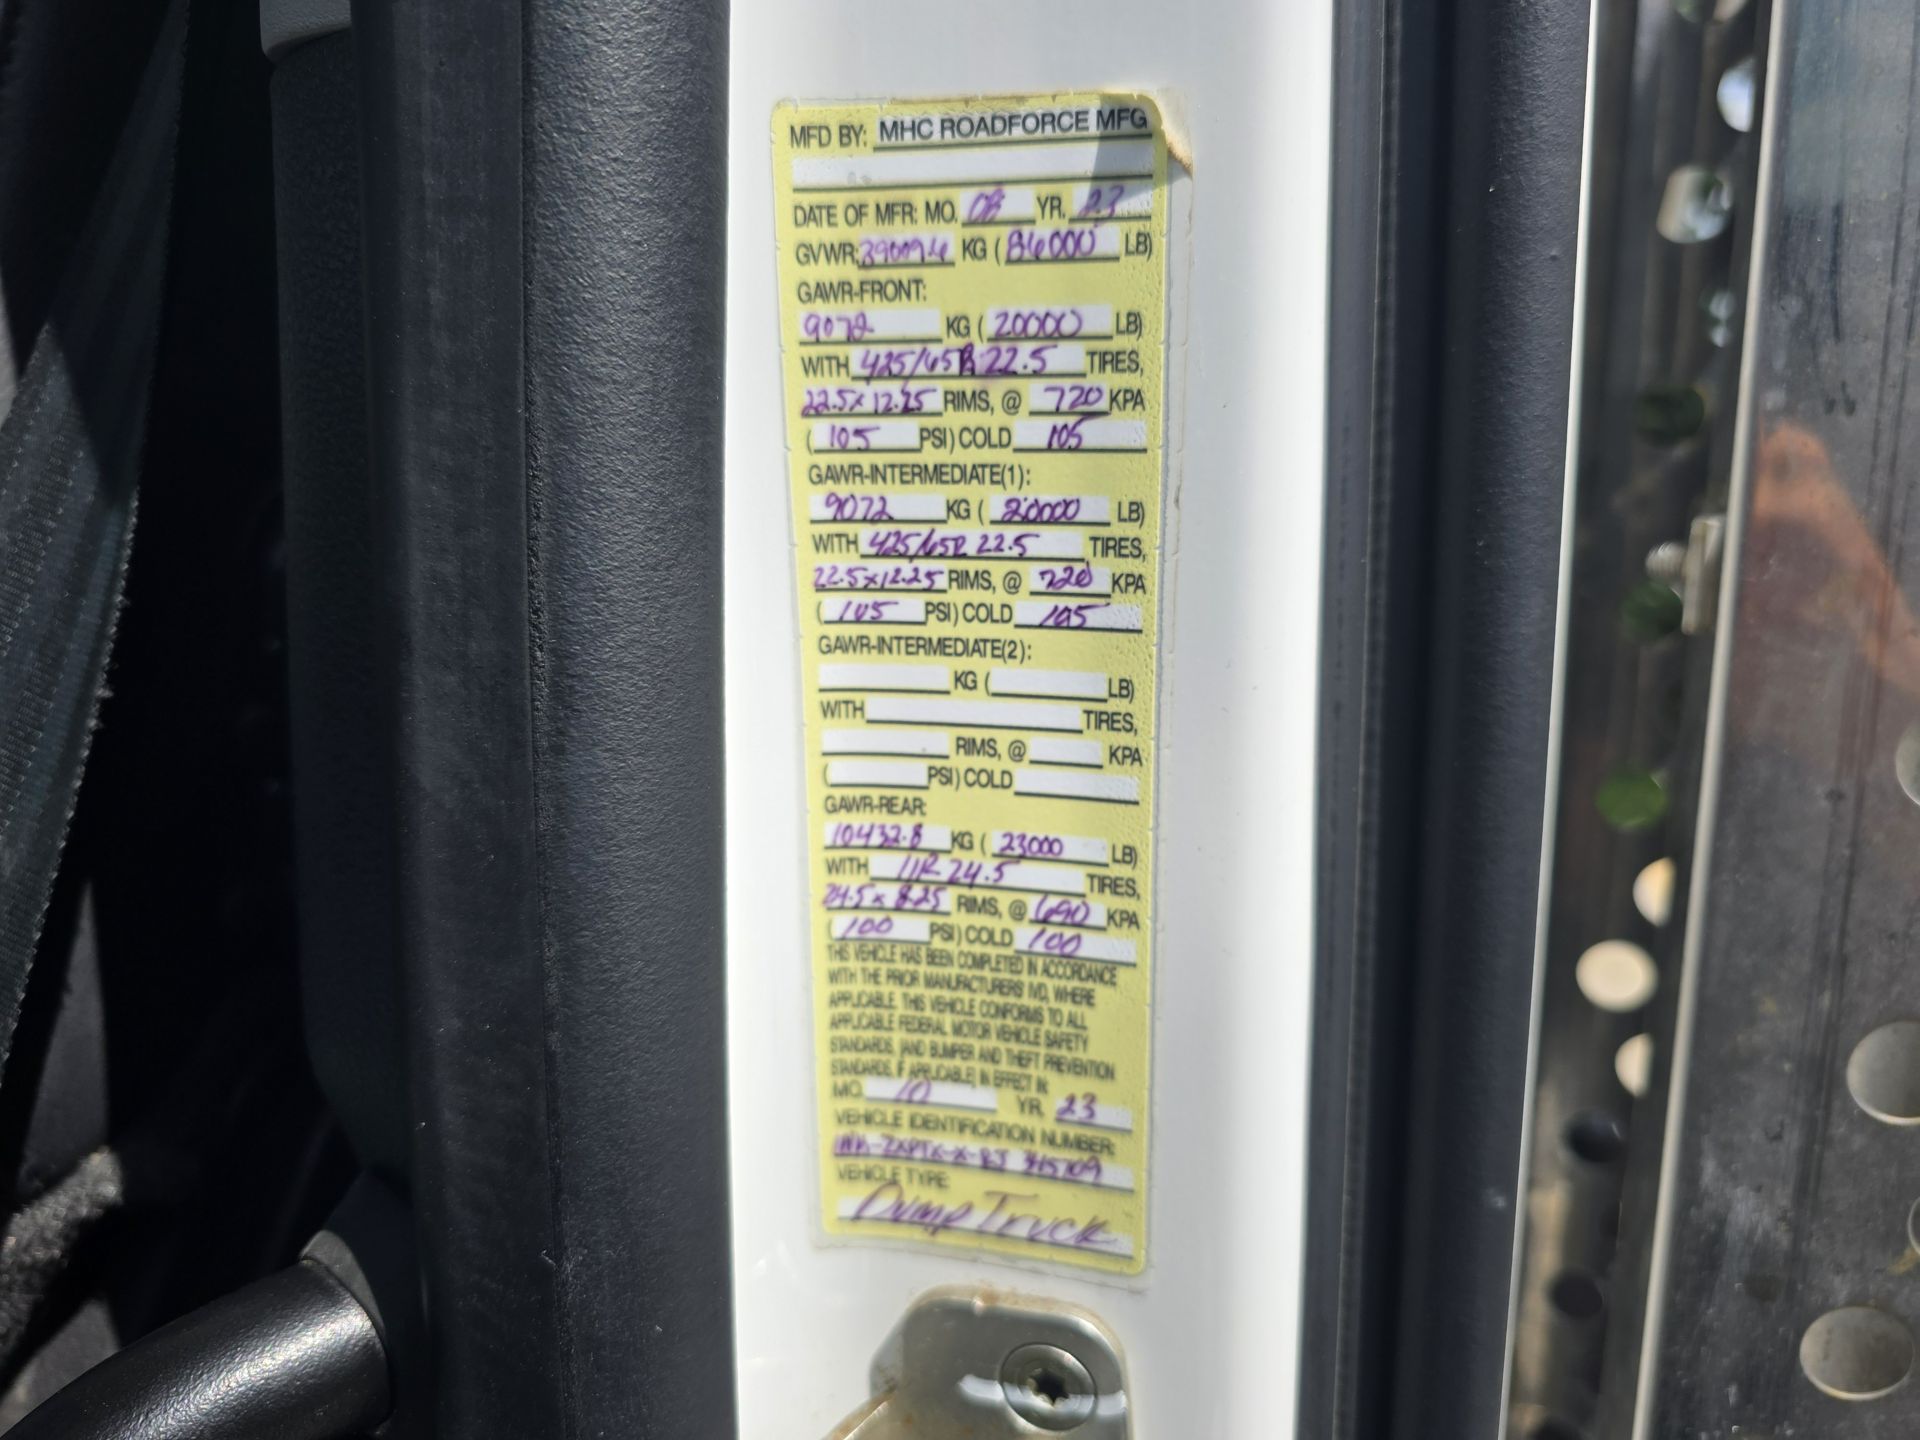 MFD BY: MHC ROADFORCE MFG
DATE OF MFR: MO. 08 YR. 23
GVWR: 39009.4 KG (86000 LB)
GAWR-FRONT:
9072 KG (20000 LB)
WITH 425/65R 22.5 TIRES,
22.5x12.25 RIMS, @ 720 KPA
(105 PSI) COLD 105
GAWR-INTERMEDIATE(1):
9072 KG (20000 LB)
WITH 425/65R 22.5 TIRES,
22.5x12.25 RIMS, @ 720 KPA
(105 PSI) COLD 105
GAWR-INTERMEDIATE(2):
KG ( LB)
WITH TIRES,
RIMS, @ KPA
( PSI) COLD
GAWR-REAR:
10432.8 KG (23000 LB)
WITH 11R 24.5 TIRES,
24.5x8.25 RIMS, @ 690 KPA
(100 PSI) COLD 100
THIS VEHICLE HAS BEEN COMPLETED IN ACCORDANCE
WITH THE PRIOR MANUFACTURERS' IVD, WHERE
APPLICABLE. THIS VEHICLE CONFORMS TO ALL
APPLICABLE FEDERAL MOTOR VEHICLE SAFETY
STANDARDS, [AND BUMPER AND THEFT PREVENTION
STANDARDS, IF APPLICABLE] IN EFFECT IN:
MO. 10 YR. 23
VEHICLE IDENTIFICATION NUMBER:
VEHICLE TYPE:
Dump Truck